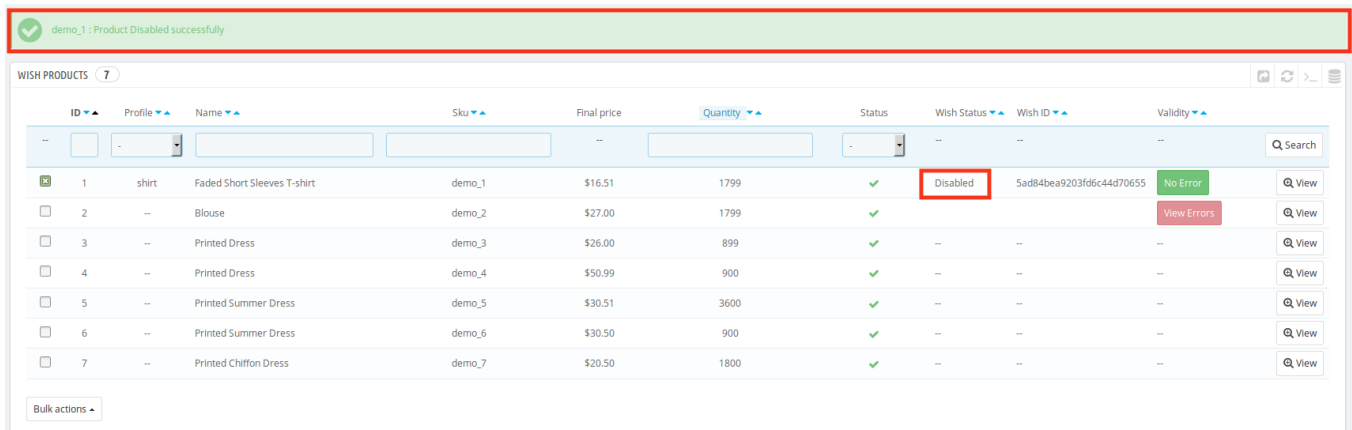 demo_1 : Product Disabled successfully
WISH PRODUCTS 7
ID Profile Name Sku Final price Quantity Status Wish Status Wish ID Validity
-- - -- - -- -- -- Search
1 shirt Faded Short Sleeves T-shirt demo_1 $16.51 1799 Disabled 5ad84bea9203fd6c44d70655 No Error View
2 -- Blouse demo_2 $27.00 1799 View Errors View
3 -- Printed Dress demo_3 $26.00 899 -- -- -- View
4 -- Printed Dress demo_4 $50.99 900 -- -- -- View
5 -- Printed Summer Dress demo_5 $30.51 3600 -- -- -- View
6 -- Printed Summer Dress demo_6 $30.50 900 -- -- -- View
7 -- Printed Chiffon Dress demo_7 $20.50 1800 -- -- -- View
Bulk actions